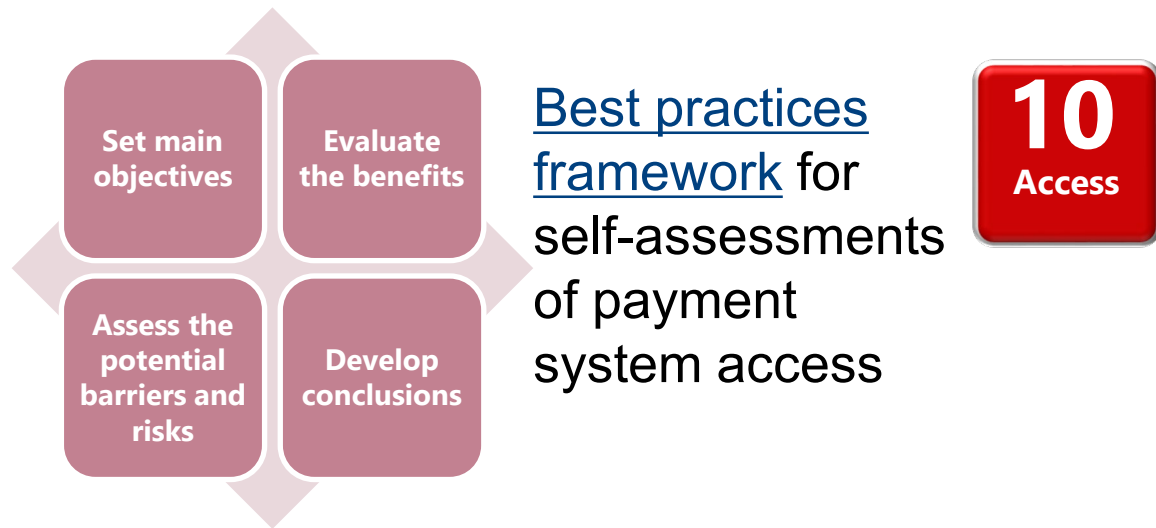 Set main
objectives
Evaluate
the benefits
Assess the
potential
barriers and
risks
Develop
conclusions
Best practices
framework for
self-assessments
of payment
system access
10
Access